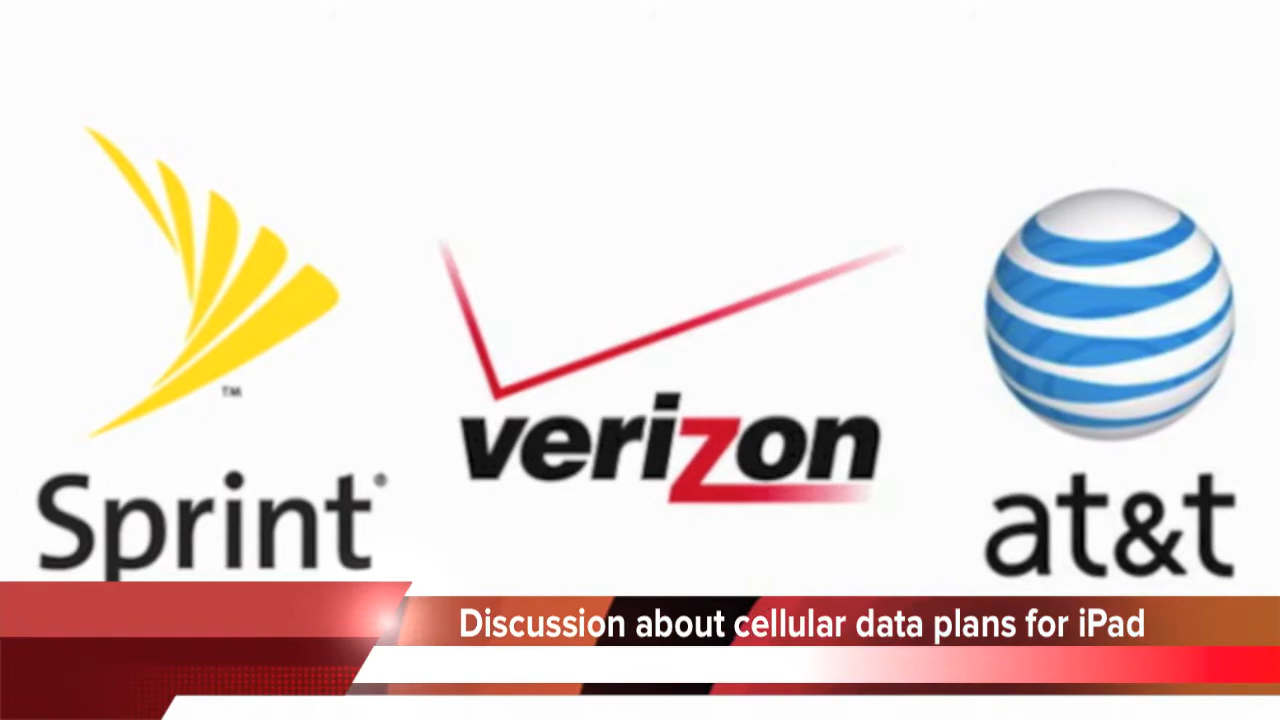 TM
Sprint®
verizon
at&t
Discussion about cellular data plans for iPad